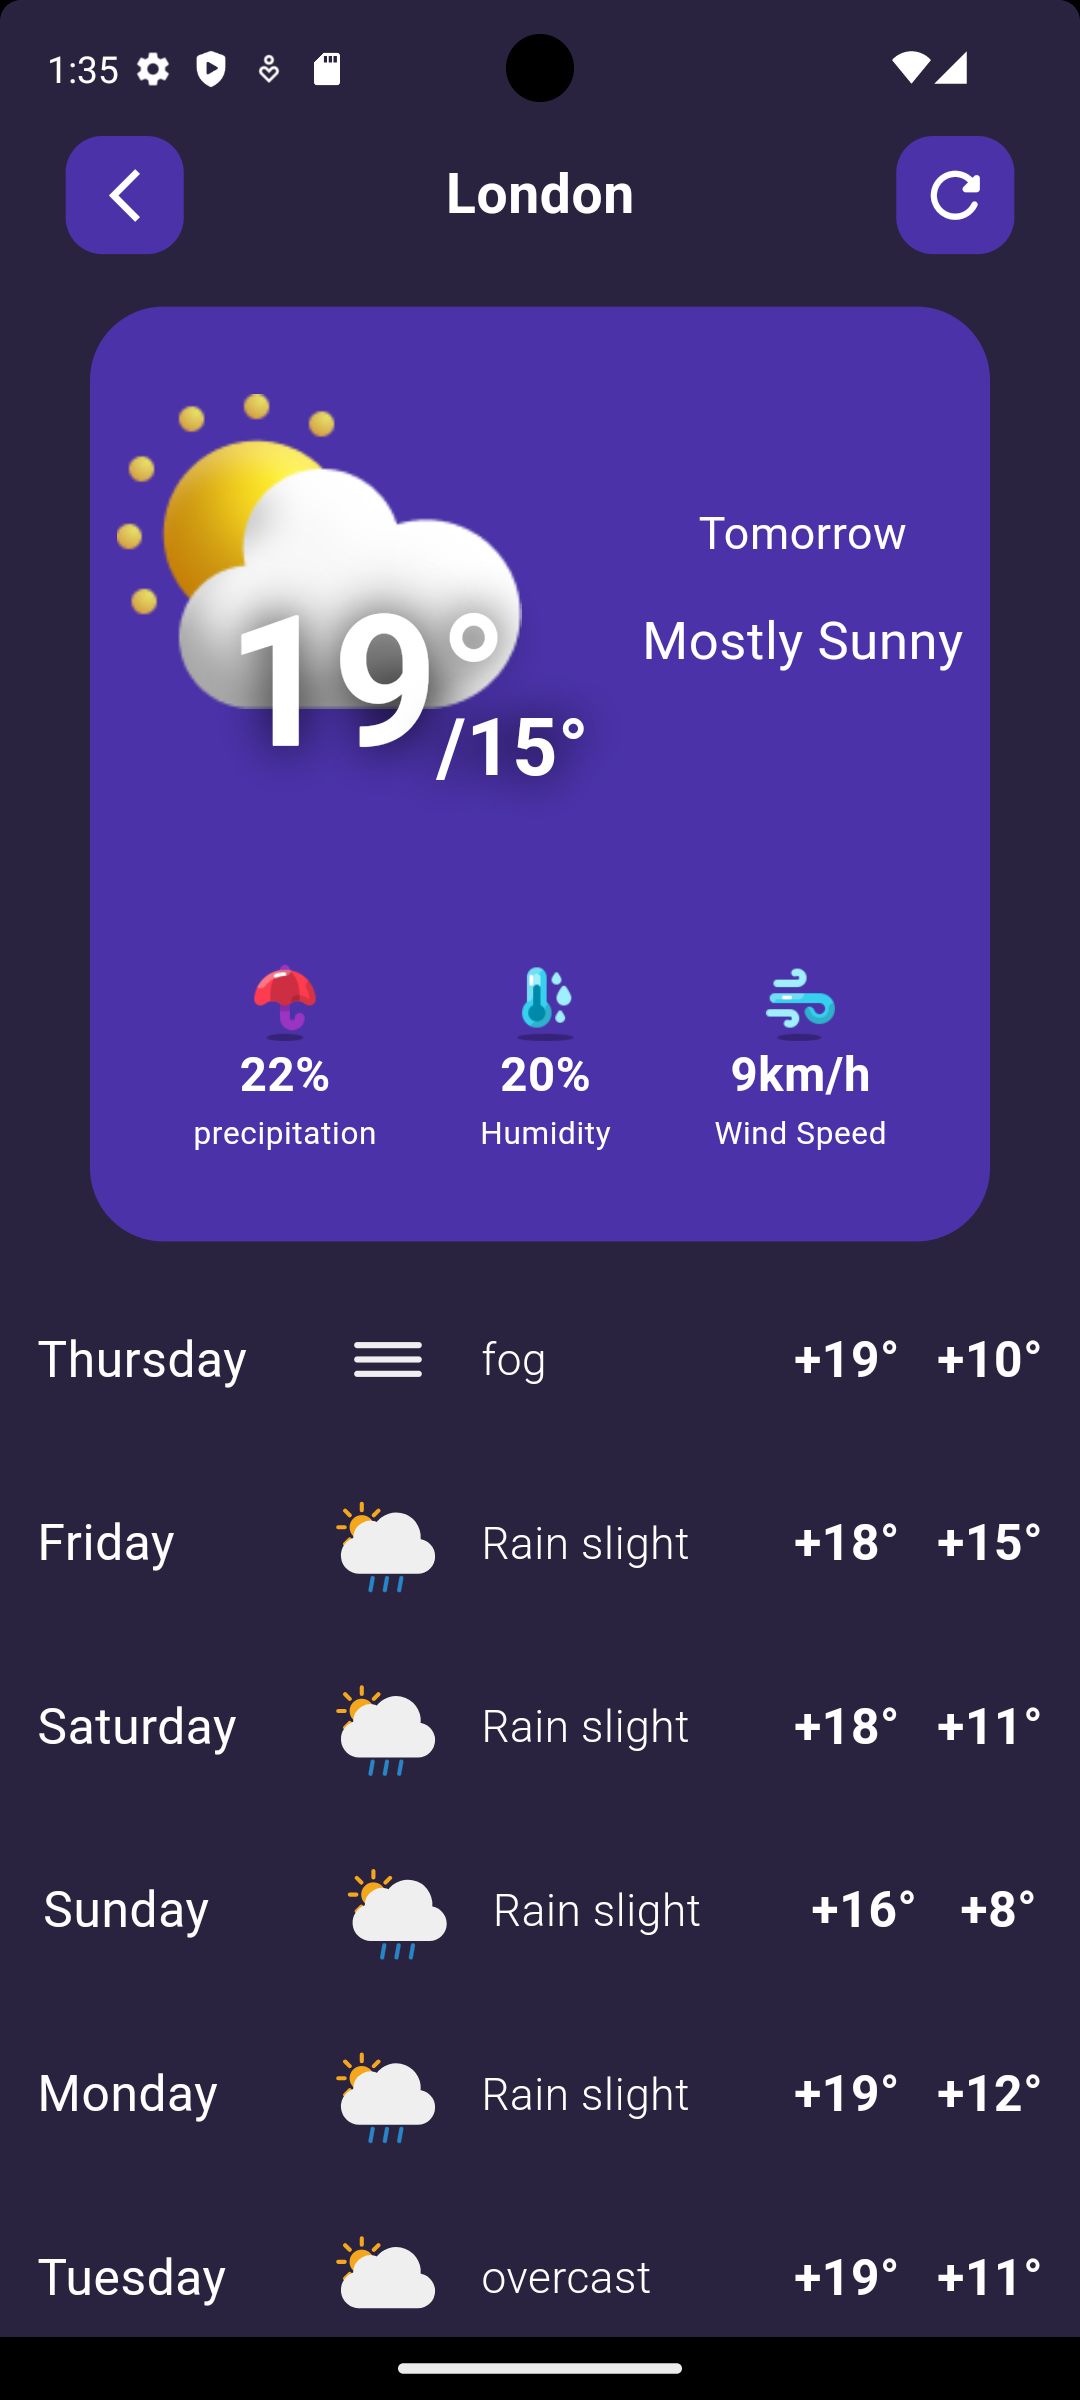 1:35
London
Tomorrow
Mostly Sunny
19°/15°
22% 20% 9km/h
precipitation Humidity Wind Speed
Thursday fog +19° +10°
Friday Rain slight +18° +15°
Saturday Rain slight +18° +11°
Sunday Rain slight +16° +8°
Monday Rain slight +19° +12°
Tuesday overcast +19° +11°